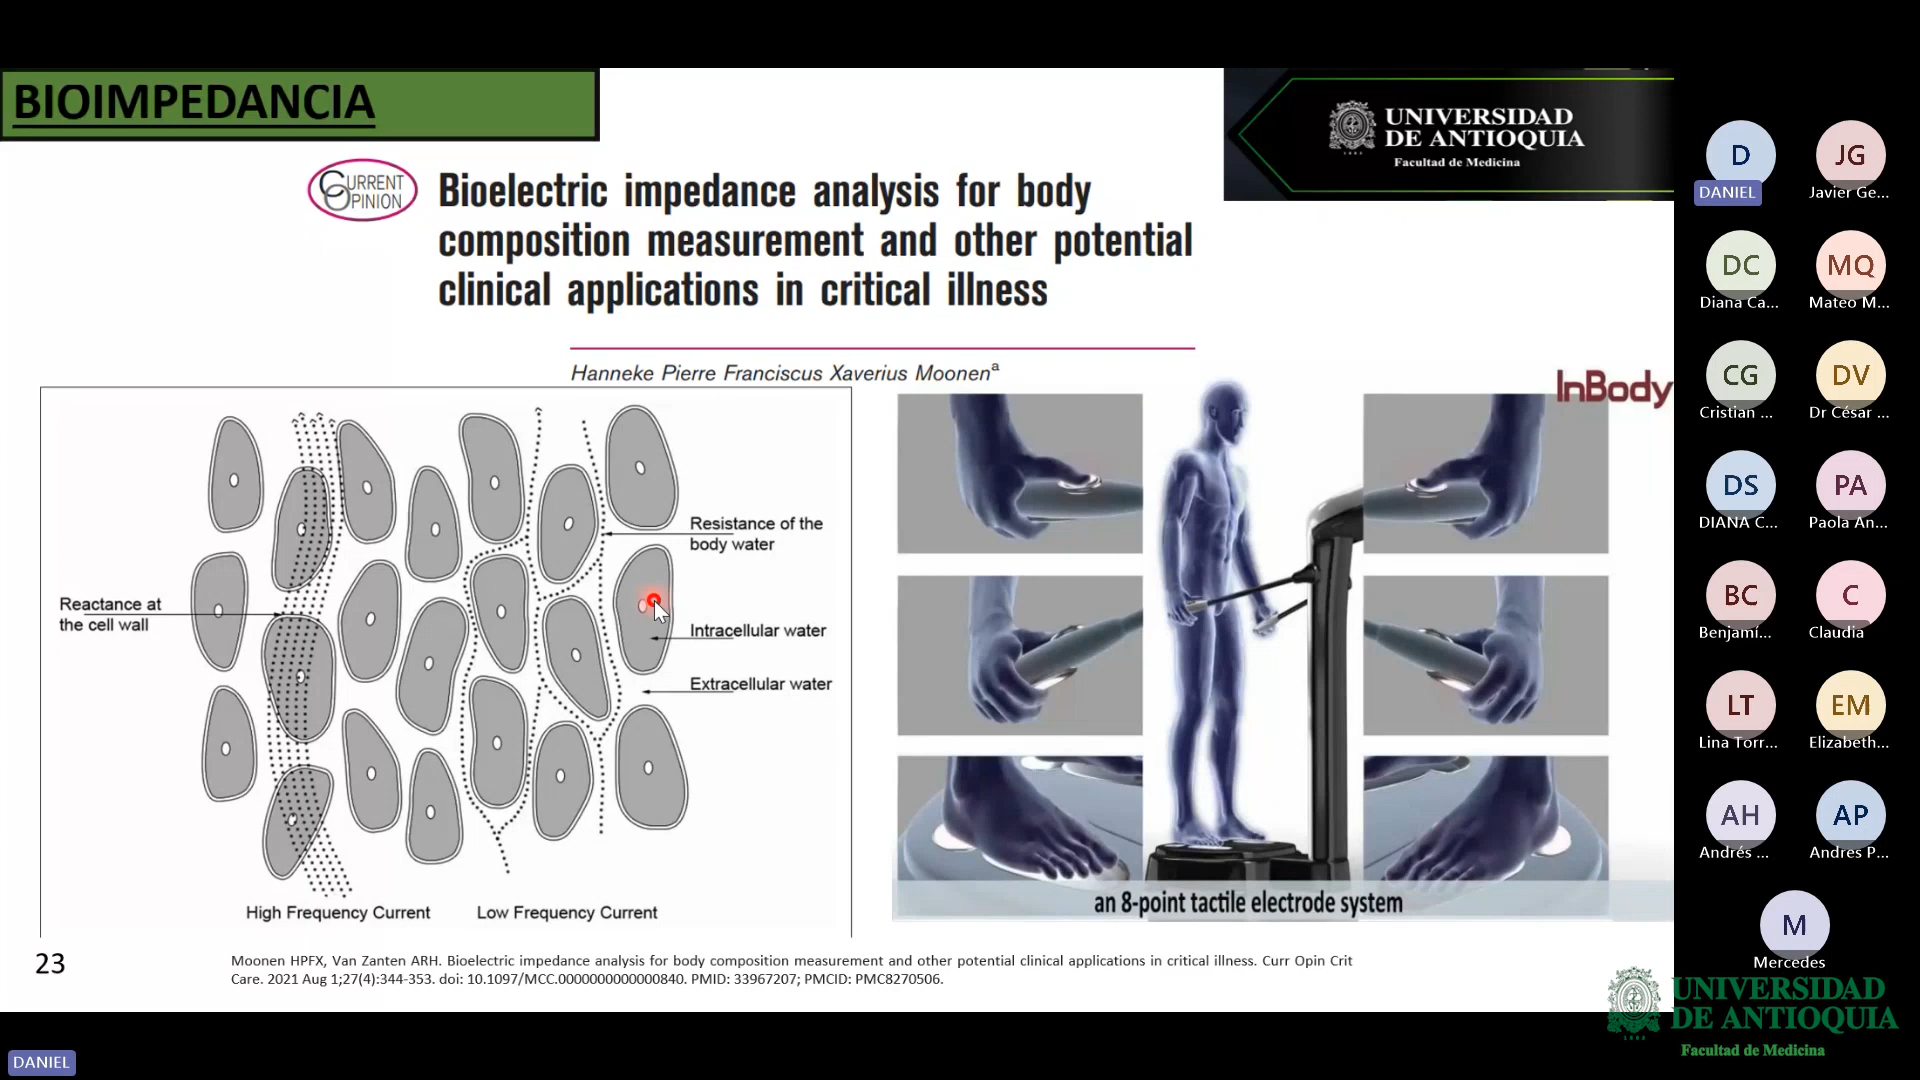 BIOIMPEDANCIA
UNIVERSIDAD
DE ANTIOQUIA
1803
Facultad de Medicina
CURRENT
OPINION
Bioelectric impedance analysis for body
composition measurement and other potential
clinical applications in critical illness
Hanneke Pierre Franciscus Xaverius Moonenª
InBody
Resistance of the
body water
Reactance at
the cell wall
Intracellular water
Extracellular water
High Frequency Current
Low Frequency Current
an 8-point tactile electrode system
23
Moonen HPFX, Van Zanten ARH. Bioelectric impedance analysis for body composition measurement and other potential clinical applications in critical illness. Curr Opin Crit
Care. 2021 Aug 1;27(4):344-353. doi: 10.1097/MCC.0000000000000840. PMID: 33967207; PMCID: PMC8270506.
D
DANIEL
JG
Javier Ge...
DC
Diana Ca...
MQ
Mateo M...
CG
Cristian ...
DV
Dr César ...
DS
DIANA C...
PA
Paola An...
BC
Benjamí...
C
Claudia
LT
Lina Torr...
EM
Elizabeth...
AH
Andrés ...
AP
Andres P...
M
Mercedes
UNIVERSIDAD
DE ANTIOQUIA
1803
Facultad de Medicina
DANIEL